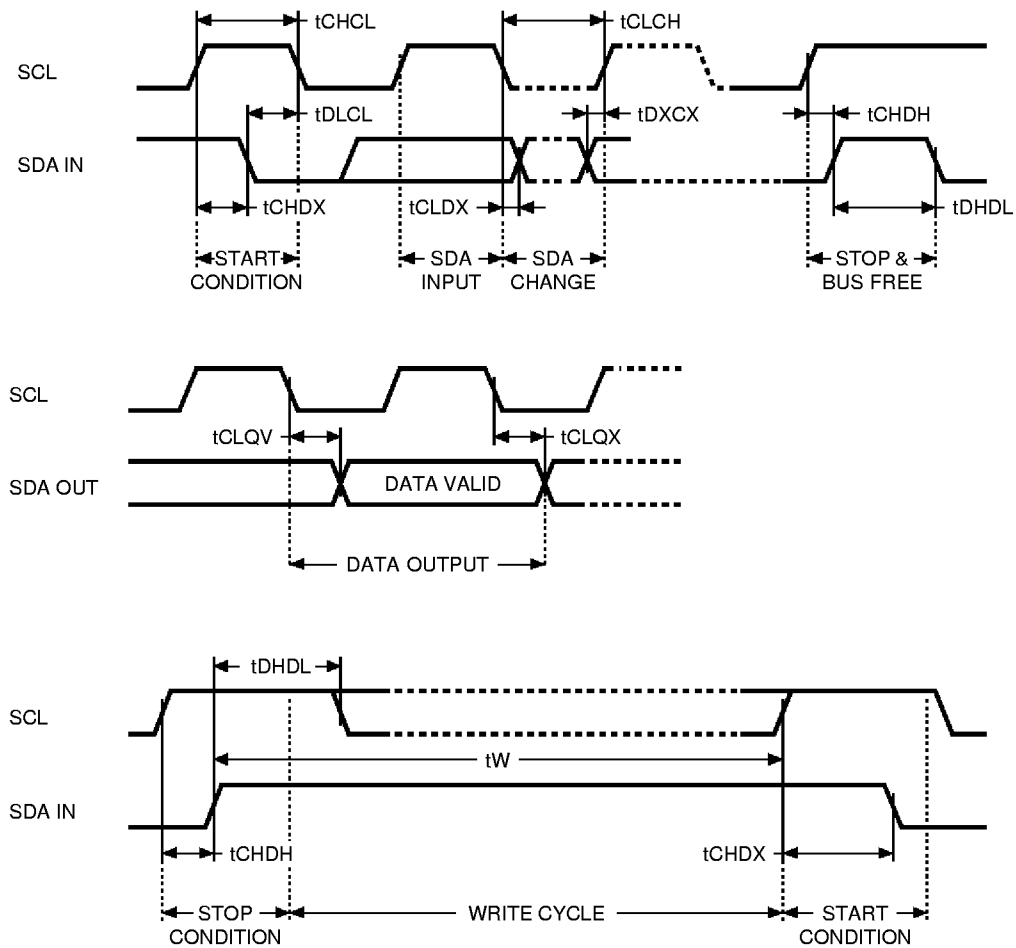 tCHCL
tCLCH
SCL
tDLCL
tDXCX
tCHDH
SDA IN
tCHDX
tCLDX
tDHDL
START
CONDITION
SDA
INPUT
SDA
CHANGE
STOP &
BUS FREE
SCL
tCLQV
tCLQX
SDA OUT
DATA VALID
DATA OUTPUT
tDHDL
SCL
tW
SDA IN
tCHDH
tCHDX
STOP
CONDITION
WRITE CYCLE
START
CONDITION